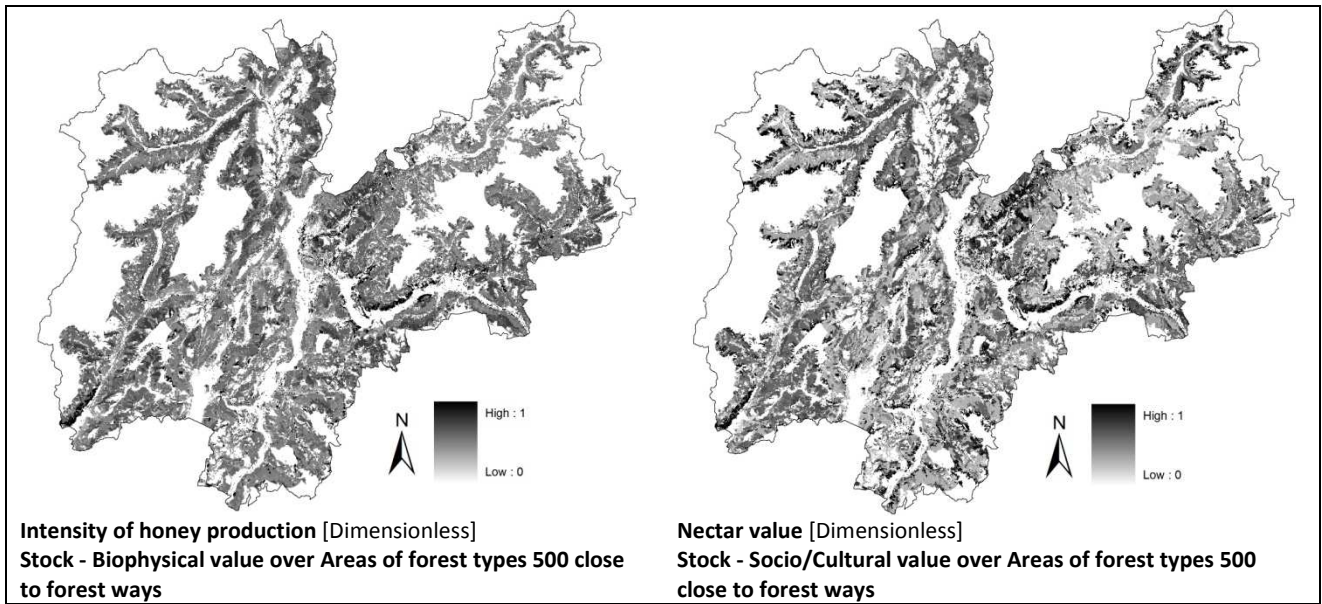 N
High : 1
Low : 0
Intensity of honey production [Dimensionless]
Stock - Biophysical value over Areas of forest types 500 close
to forest ways
N
High : 1
Low : 0
Nectar value [Dimensionless]
Stock - Socio/Cultural value over Areas of forest types 500
close to forest ways